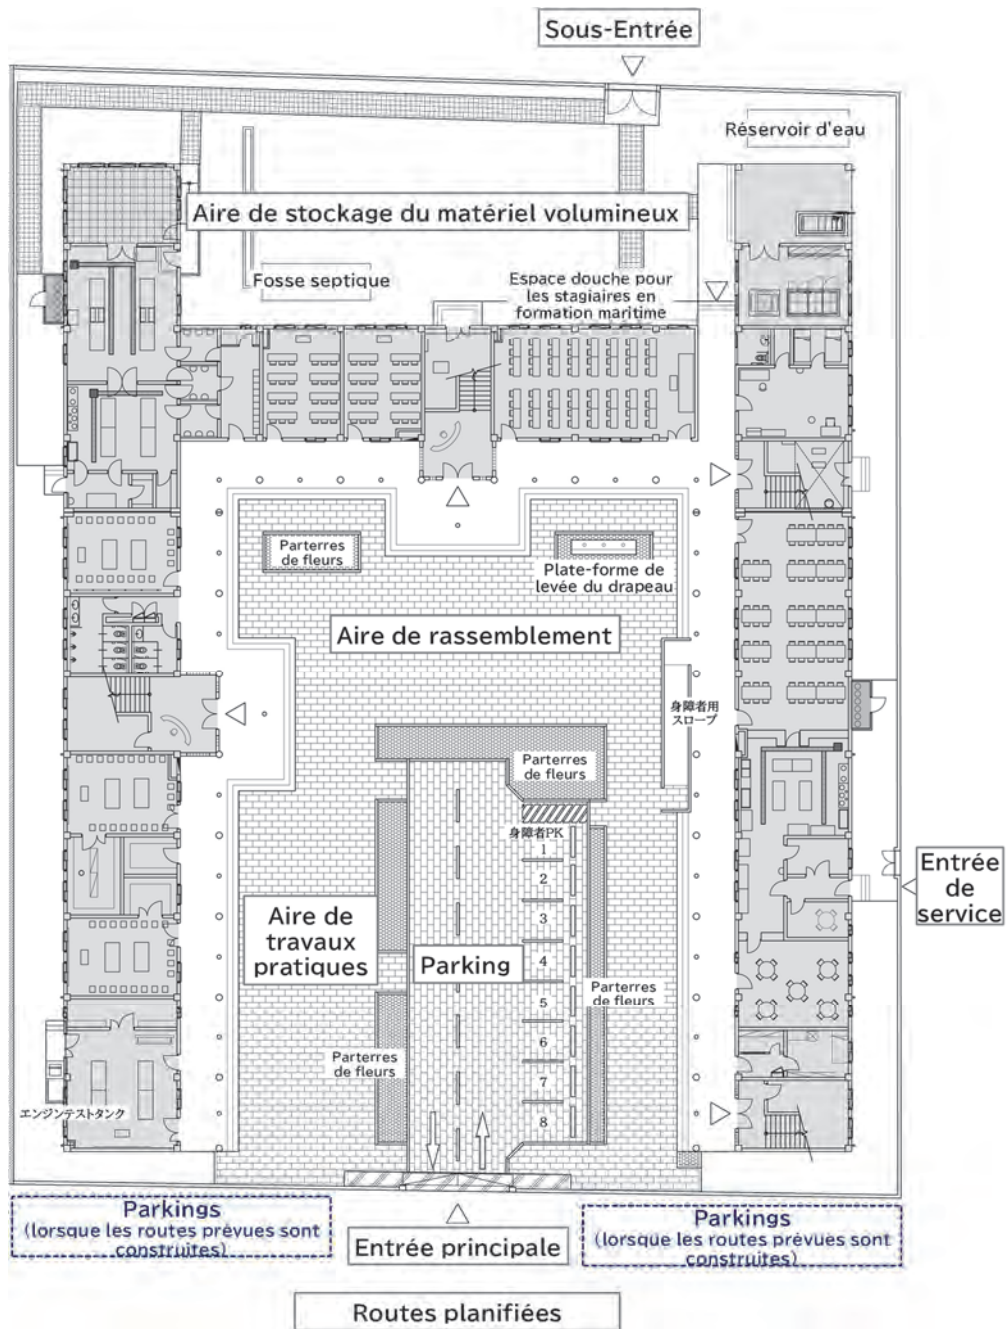 Sous-Entrée
Réservoir d'eau
Aire de stockage du matériel volumineux
Fosse septique
Espace douche pour
les stagiaires en
formation maritime
Parterres
de fleurs
Plate-forme de
levée du drapeau
Aire de rassemblement
身障者用
スロープ
Parterres
de fleurs
身障者PK
1
2
3
4
5
6
7
8
Entrée
de
service
Aire de
travaux
pratiques
Parking
Parterres
de fleurs
Parterres
de fleurs
エンジンテストタンク
Parkings
(lorsque les routes prévues sont
construites)
Entrée principale
Parkings
(lorsque les routes prévues sont
construites)
Routes planifiées